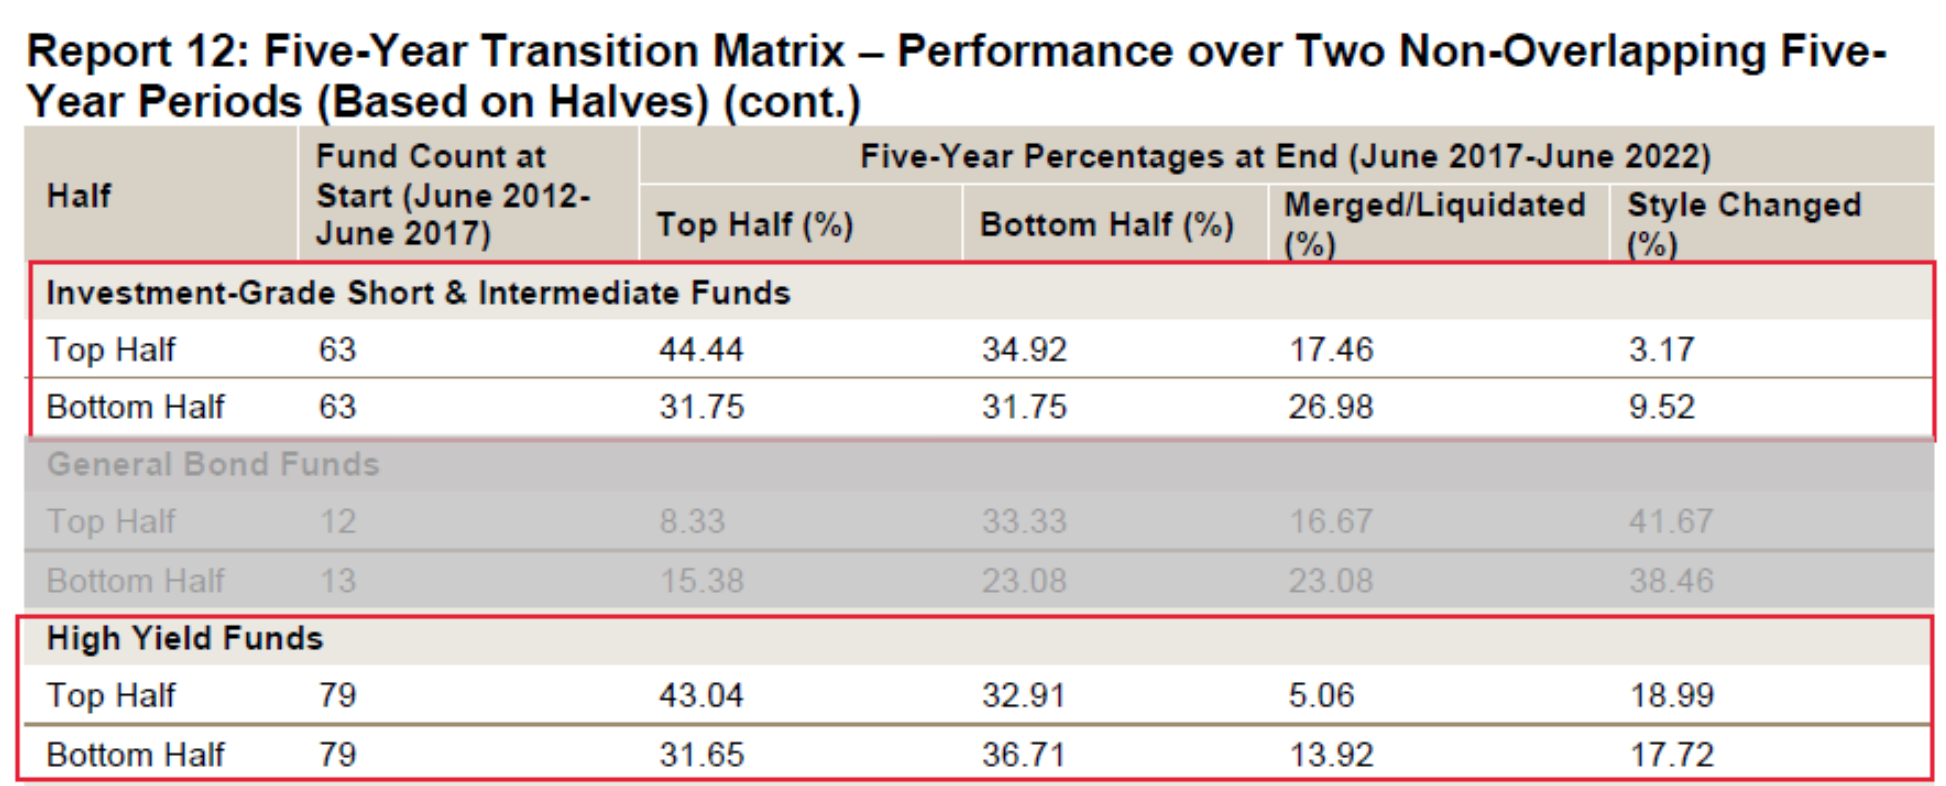 Report 12: Five-Year Transition Matrix – Performance over Two Non-Overlapping Five-
Year Periods (Based on Halves) (cont.)
Half
Fund Count at
Start (June 2012-
June 2017)
Five-Year Percentages at End (June 2017-June 2022)
Top Half (%)
Bottom Half (%)
Merged/Liquidated
(%)
Style Changed
(%)
Investment-Grade Short & Intermediate Funds
Top Half 63 44.44 34.92 17.46 3.17
Bottom Half 63 31.75 31.75 26.98 9.52
General Bond Funds
Top Half 12 8.33 33.33 16.67 41.67
Bottom Half 13 15.38 23.08 23.08 38.46
High Yield Funds
Top Half 79 43.04 32.91 5.06 18.99
Bottom Half 79 31.65 36.71 13.92 17.72